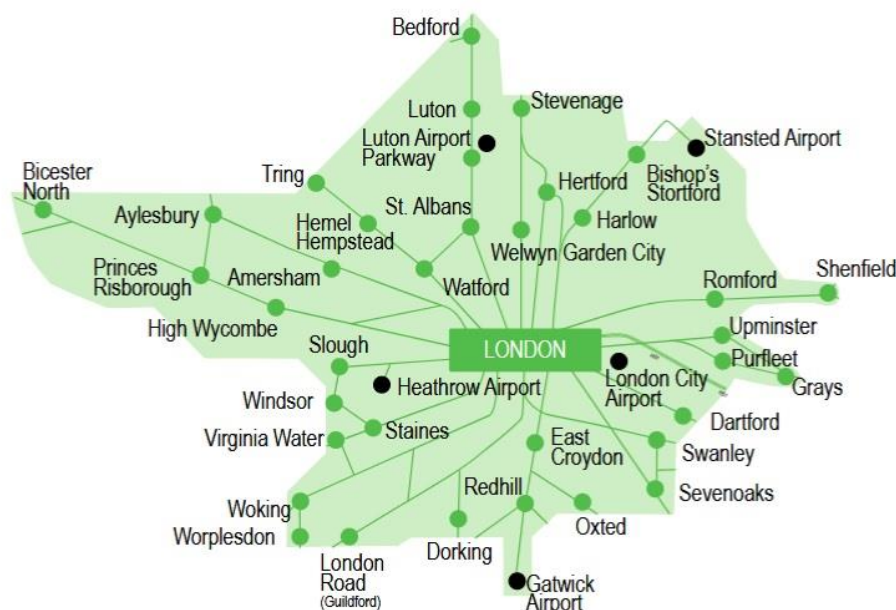 Bedford
Luton
Luton Airport
Parkway
Stevenage
Stansted Airport
Bishop's
Stortford
Bicester
North
Tring
Aylesbury
Hemel
Hempstead
St. Albans
Hertford
Harlow
Welwyn Garden City
Princes
Risborough
Amersham
Watford
Romford
Shenfield
High Wycombe
LONDON
Upminster
Slough
Heathrow Airport
London City
Airport
Purfleet
Grays
Windsor
Dartford
Virginia Water
Staines
East
Croydon
Swanley
Woking
Redhill
Sevenoaks
Worplesdon
London
Road
(Guildford)
Dorking
Oxted
Gatwick
Airport